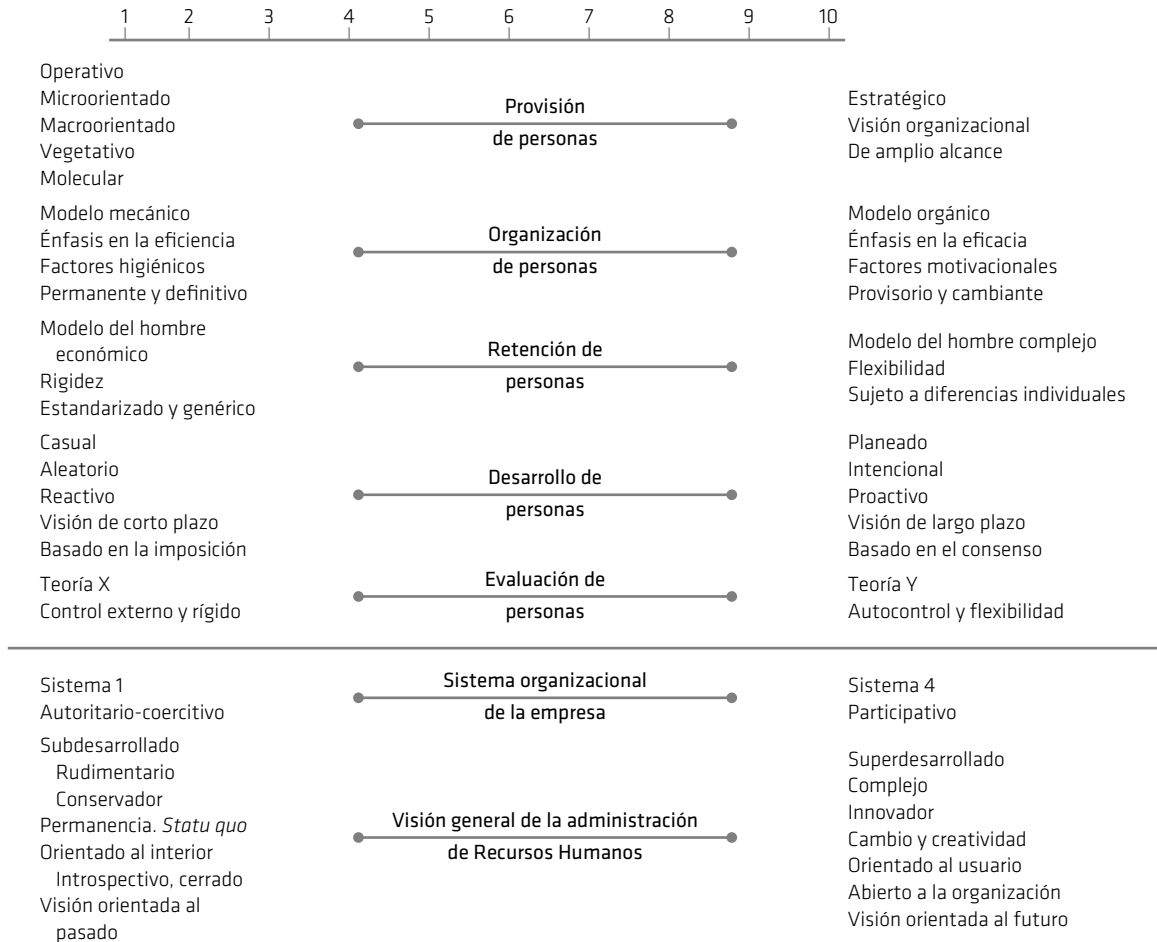 1 2 3 4 5 6 7 8 9 10
Operativo
Microorientado
Macroorientado
Vegetativo
Molecular
Provisión
de personas
Estratégico
Visión organizacional
De amplio alcance
Modelo mecánico
Énfasis en la eficiencia
Factores higiénicos
Permanente y definitivo
Organización
de personas
Modelo orgánico
Énfasis en la eficacia
Factores motivacionales
Provisorio y cambiante
Modelo del hombre
económico
Rigidez
Estandarizado y genérico
Retención de
personas
Modelo del hombre complejo
Flexibilidad
Sujeto a diferencias individuales
Casual
Aleatorio
Reactivo
Visión de corto plazo
Basado en la imposición
Desarrollo de
personas
Planeado
Intencional
Proactivo
Visión de largo plazo
Basado en el consenso
Teoría X
Control externo y rígido
Evaluación de
personas
Teoría Y
Autocontrol y flexibilidad
Sistema 1
Autoritario-coercitivo
Sistema organizacional
de la empresa
Sistema 4
Participativo
Subdesarrollado
Rudimentario
Conservador
Permanencia. Statu quo
Orientado al interior
Introspectivo, cerrado
Visión orientada al
pasado
Visión general de la administración
de Recursos Humanos
Superdesarrollado
Complejo
Innovador
Cambio y creatividad
Orientado al usuario
Abierto a la organización
Visión orientada al futuro